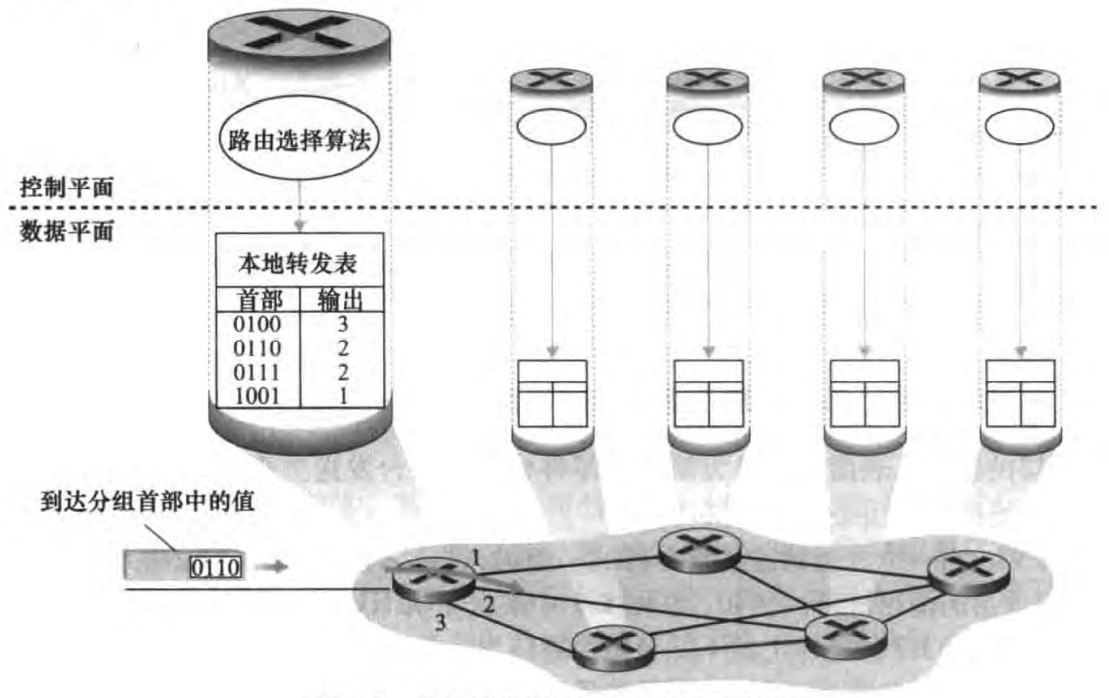 路由选择算法
控制平面
数据平面
本地转发表
首部 输出
0100 3
0110 2
0111 2
1001 1
到达分组首部中的值
0110
1
2
3